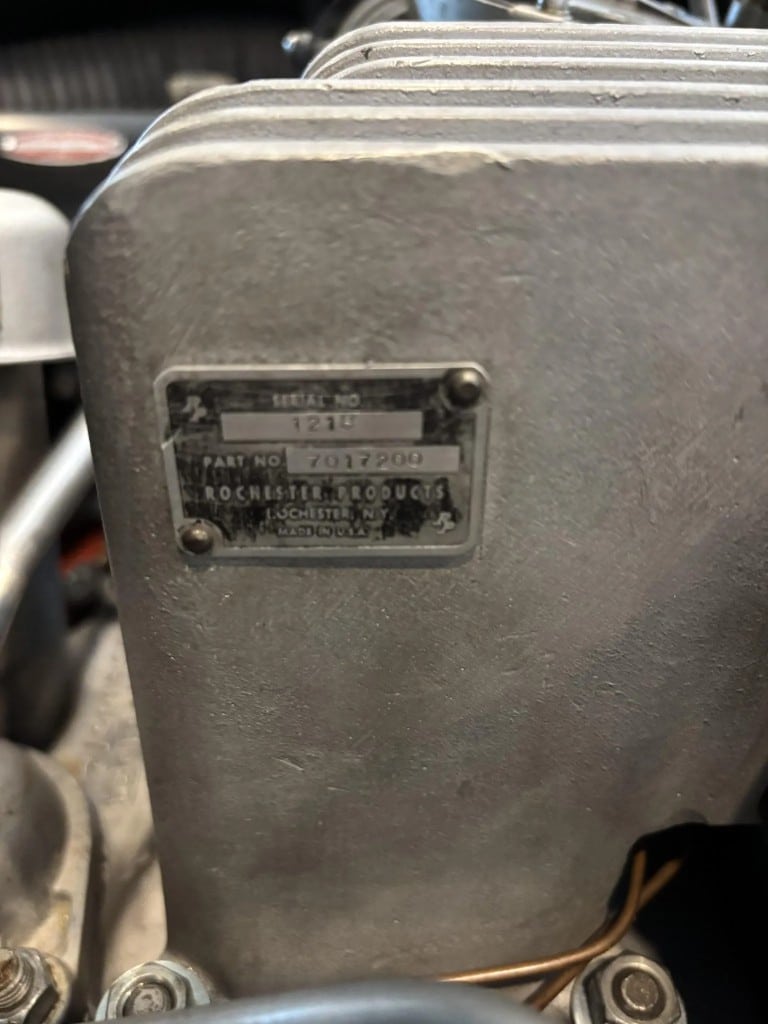 SERIAL NO.
PART NO. 7017200
ROCHESTER PRODUCTS
ROCHESTER, N.Y.
MADE IN U.S.A.